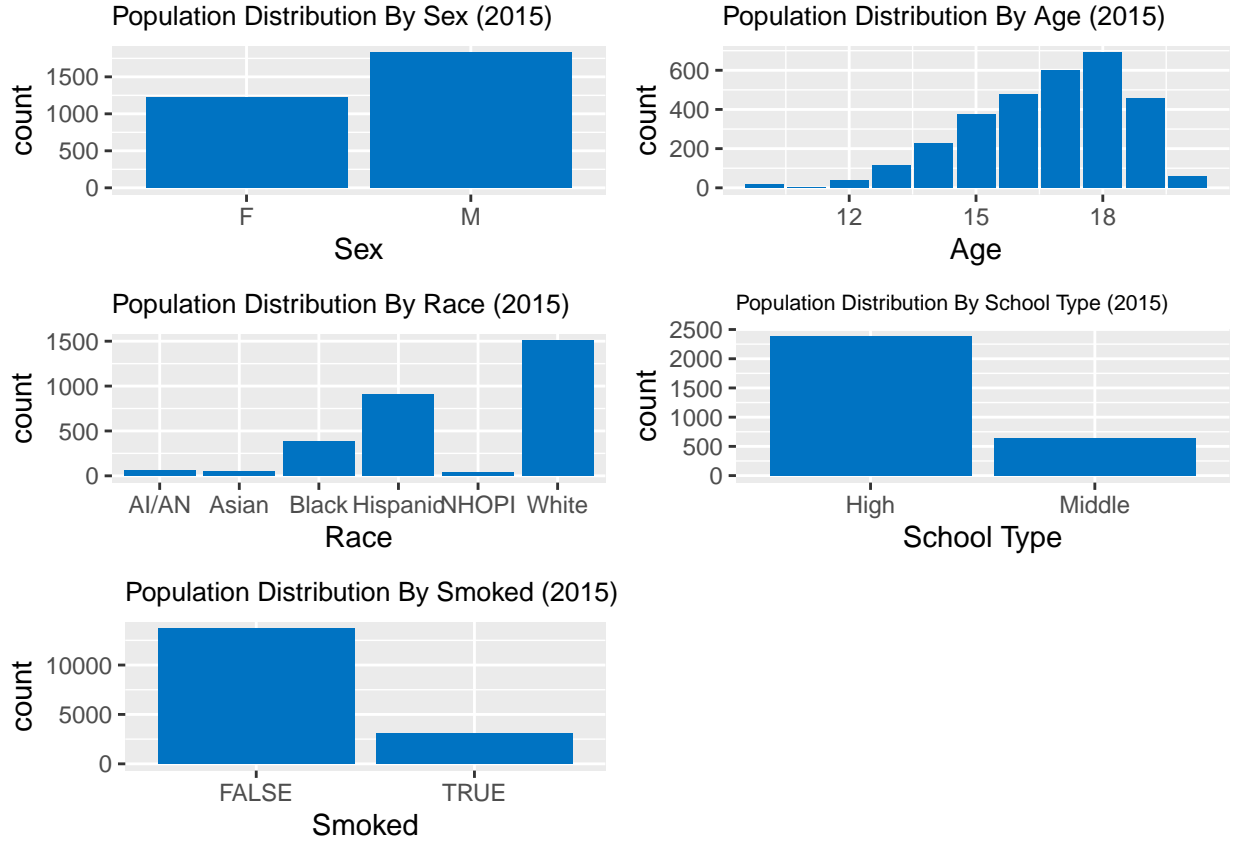 Population Distribution By Sex (2015)
count
1500
1000
500
0
F M
Sex
Population Distribution By Age (2015)
count
600
400
200
0
12 15 18
Age
Population Distribution By Race (2015)
count
1500
1000
500
0
AI/AN Asian Black Hispanic NHOPI White
Race
Population Distribution By School Type (2015)
count
2500
2000
1500
1000
500
0
High Middle
School Type
Population Distribution By Smoked (2015)
count
10000
5000
0
FALSE TRUE
Smoked